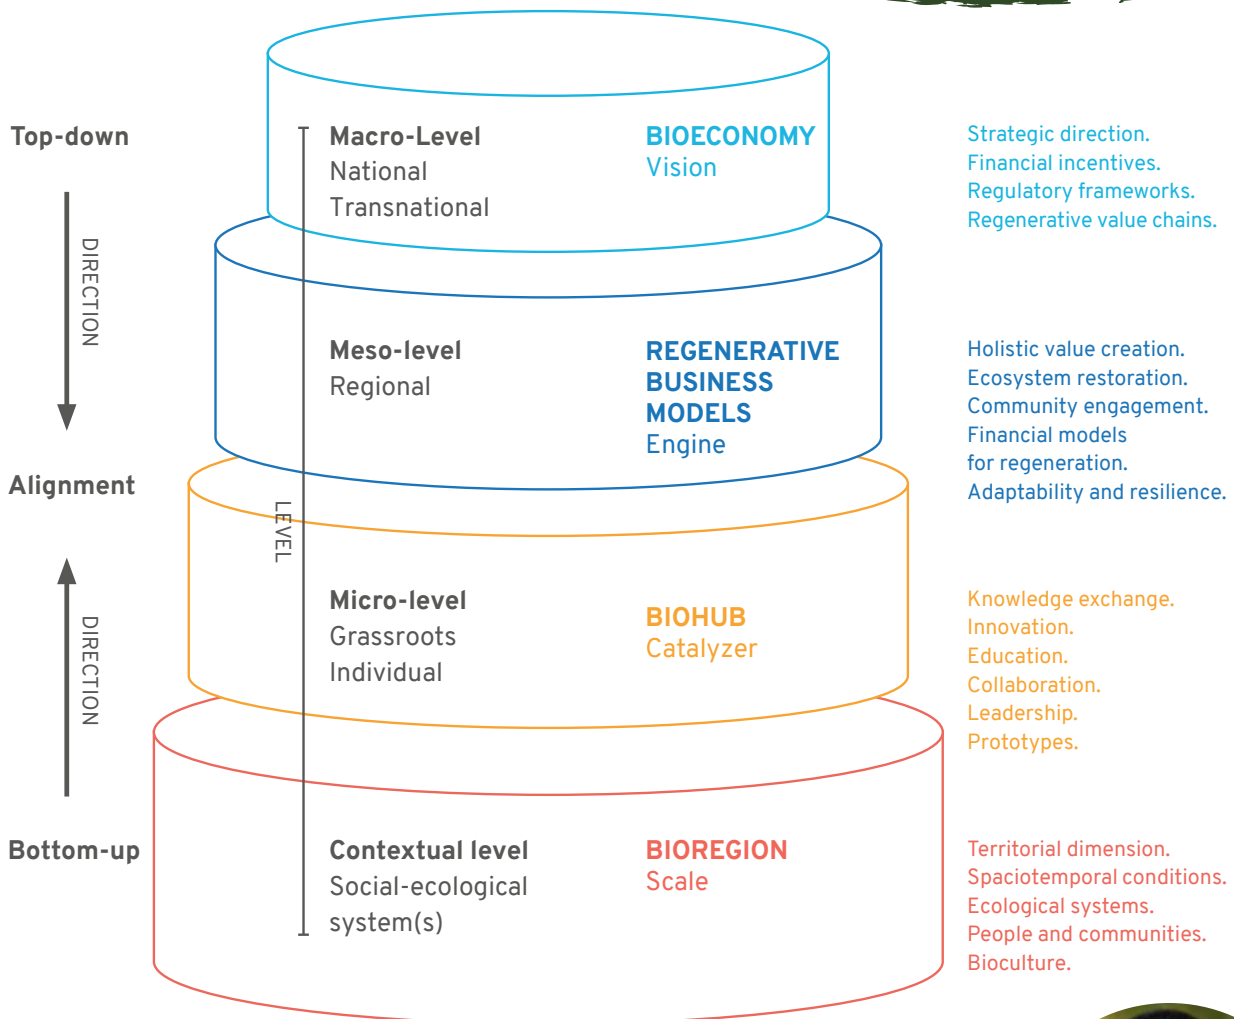 Top-down
DIRECTION
Alignment
DIRECTION
Bottom-up
LEVEL
Macro-Level
National
Transnational
BIOECONOMY
Vision
Strategic direction.
Financial incentives.
Regulatory frameworks.
Regenerative value chains.
Meso-level
Regional
REGENERATIVE
BUSINESS
MODELS
Engine
Holistic value creation.
Ecosystem restoration.
Community engagement.
Financial models
for regeneration.
Adaptability and resilience.
Micro-level
Grassroots
Individual
BIOHUB
Catalyzer
Knowledge exchange.
Innovation.
Education.
Collaboration.
Leadership.
Prototypes.
Contextual level
Social-ecological
system(s)
BIOREGION
Scale
Territorial dimension.
Spaciotemporal conditions.
Ecological systems.
People and communities.
Bioculture.